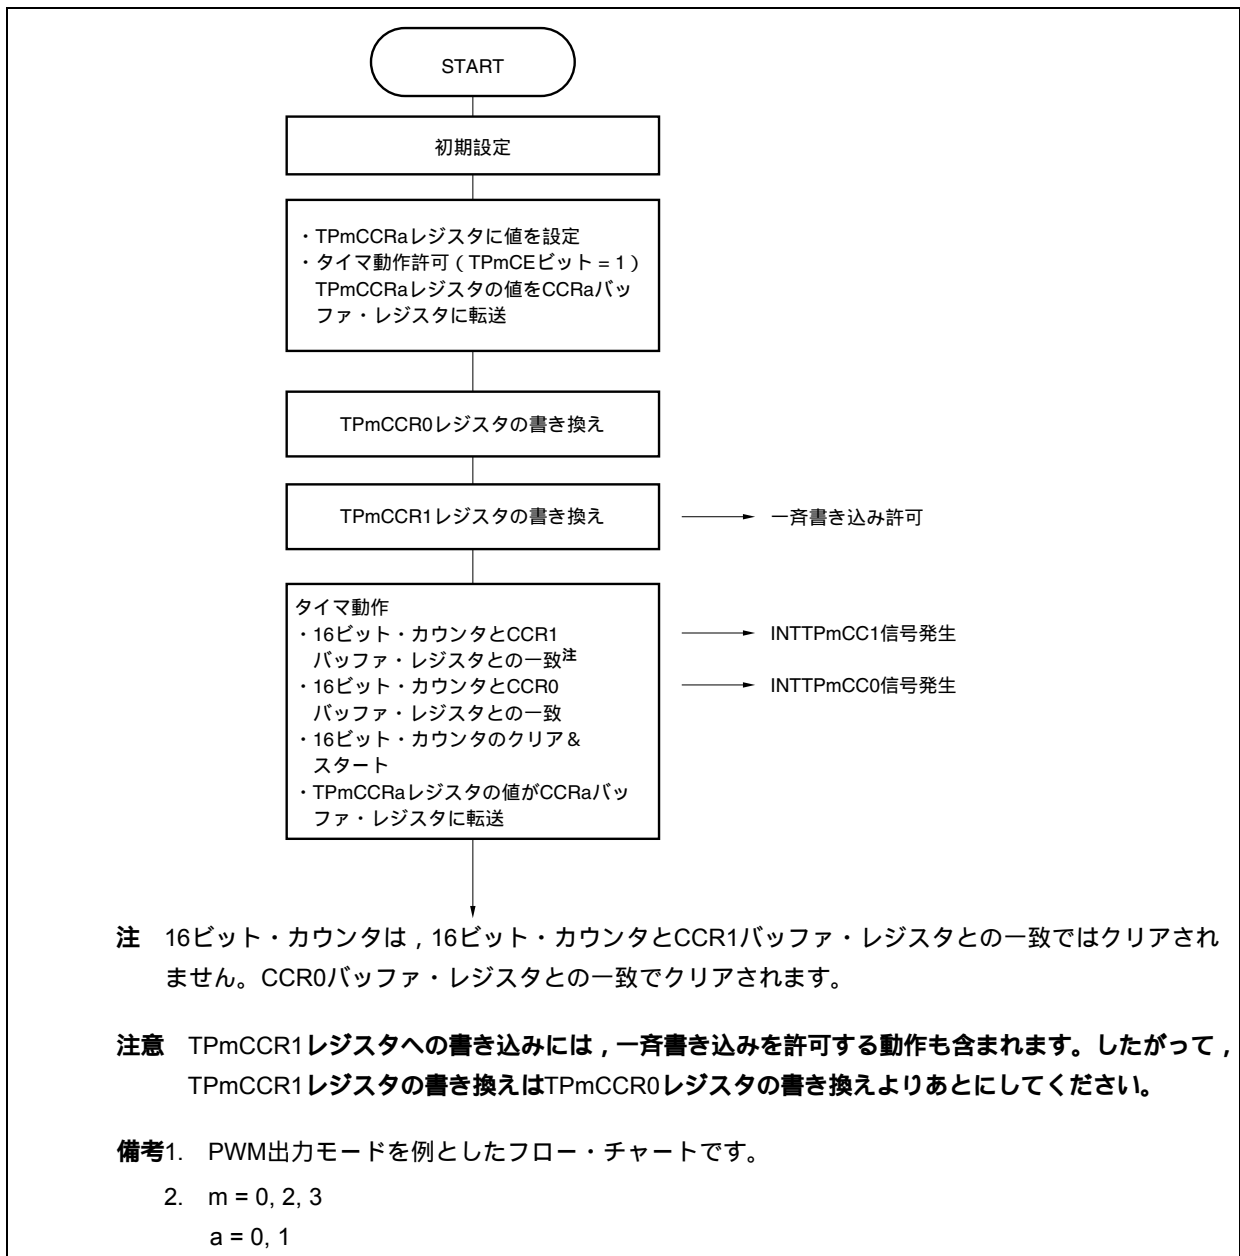 START
初期設定
・TPmCCRaレジスタに値を設定
・タイマ動作許可（TPmCEビット = 1）
TPmCCRaレジスタの値をCCRaバッ
ファ・レジスタに転送
TPmCCR0レジスタの書き換え
TPmCCR1レジスタの書き換え
一斉書き込み許可
タイマ動作
・16ビット・カウンタとCCR1
バッファ・レジスタとの一致注
INTTPmCC1信号発生
・16ビット・カウンタとCCR0
バッファ・レジスタとの一致
INTTPmCC0信号発生
・16ビット・カウンタのクリア＆
スタート
・TPmCCRaレジスタの値がCCRaバッ
ファ・レジスタに転送
注 16ビット・カウンタは，16ビット・カウンタとCCR1バッファ・レジスタとの一致ではクリアされ
ません。CCR0バッファ・レジスタとの一致でクリアされます。
注意 TPmCCR1レジスタへの書き込みには，一斉書き込みを許可する動作も含まれます。したがって，
TPmCCR1レジスタの書き換えはTPmCCR0レジスタの書き換えよりあとにしてください。
備考1. PWM出力モードを例としたフロー・チャートです。
2. m = 0, 2, 3
a = 0, 1